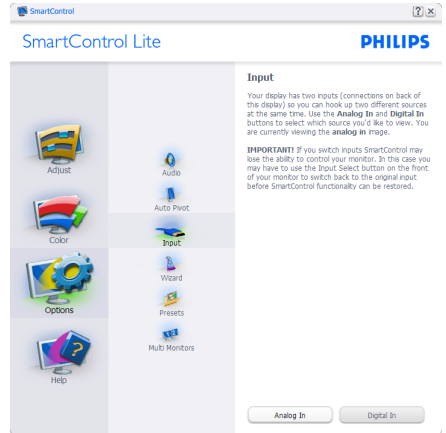 SmartControl
SmartControl Lite
PHILIPS
Adjust
Color
Options
Help
Audio
Auto Pivot
Input
Wizard
Presets
Multi Monitors
Input
Your display has two inputs (connections on back of
this display) so you can hook up two different sources
at the same time. Use the Analog In and Digital In
buttons to select which source you'd like to view. You
are currently viewing the analog in image.
IMPORTANT! If you switch inputs SmartControl may
lose the ability to control your monitor. In this case you
may have to use the Input Select button on the front
of your monitor to switch back to the original input
before SmartControl functionality can be restored.
Analog In
Digital In